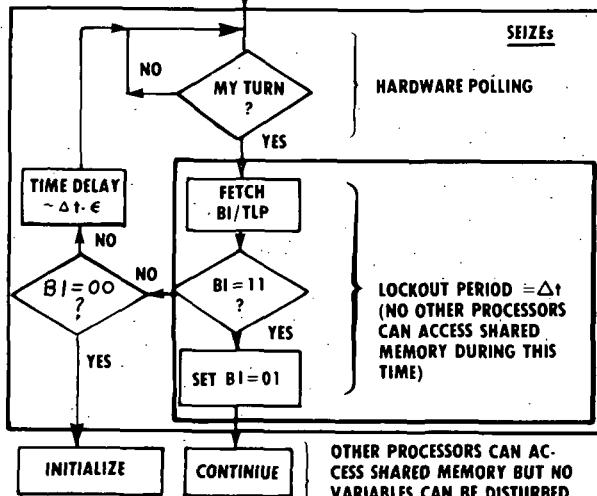 SEIZEs
NO
MY TURN
?
HARDWARE POLLING
YES
TIME DELAY
~ Δt - ϵ
FETCH
BI/TLP
NO
BI=00
?
NO
BI=11
?
LOCKOUT PERIOD ≐Δt
(NO OTHER PROCESSORS
CAN ACCESS SHARED
MEMORY DURING THIS
TIME)
YES
YES
SET BI=01
INITIALIZE
CONTINIUE
OTHER PROCESSORS CAN AC-
CESS SHARED MEMORY BUT NO
VARIABLES CAN BE DISTURBED